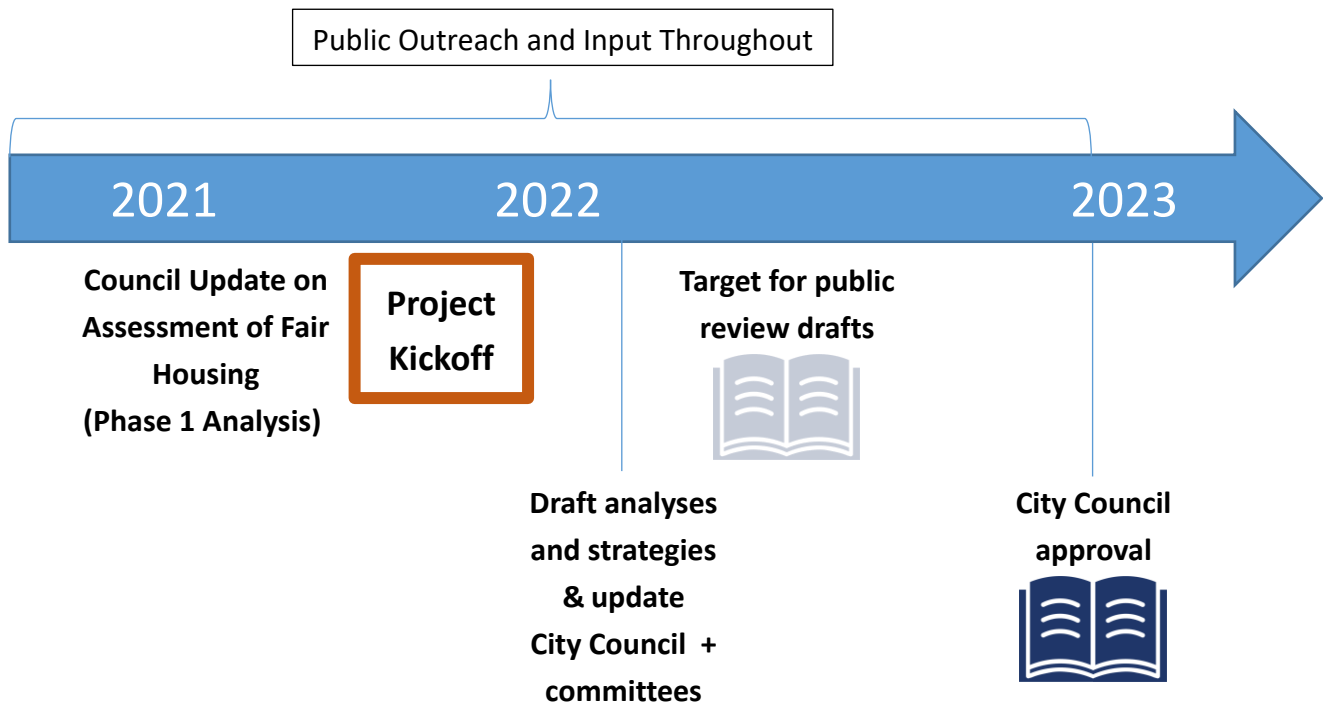 Public Outreach and Input Throughout
2021
2022
2023
Council Update on
Assessment of Fair
Housing
(Phase 1 Analysis)
Project
Kickoff
Target for public
review drafts
Draft analyses
and strategies
& update
City Council +
committees
City Council
approval